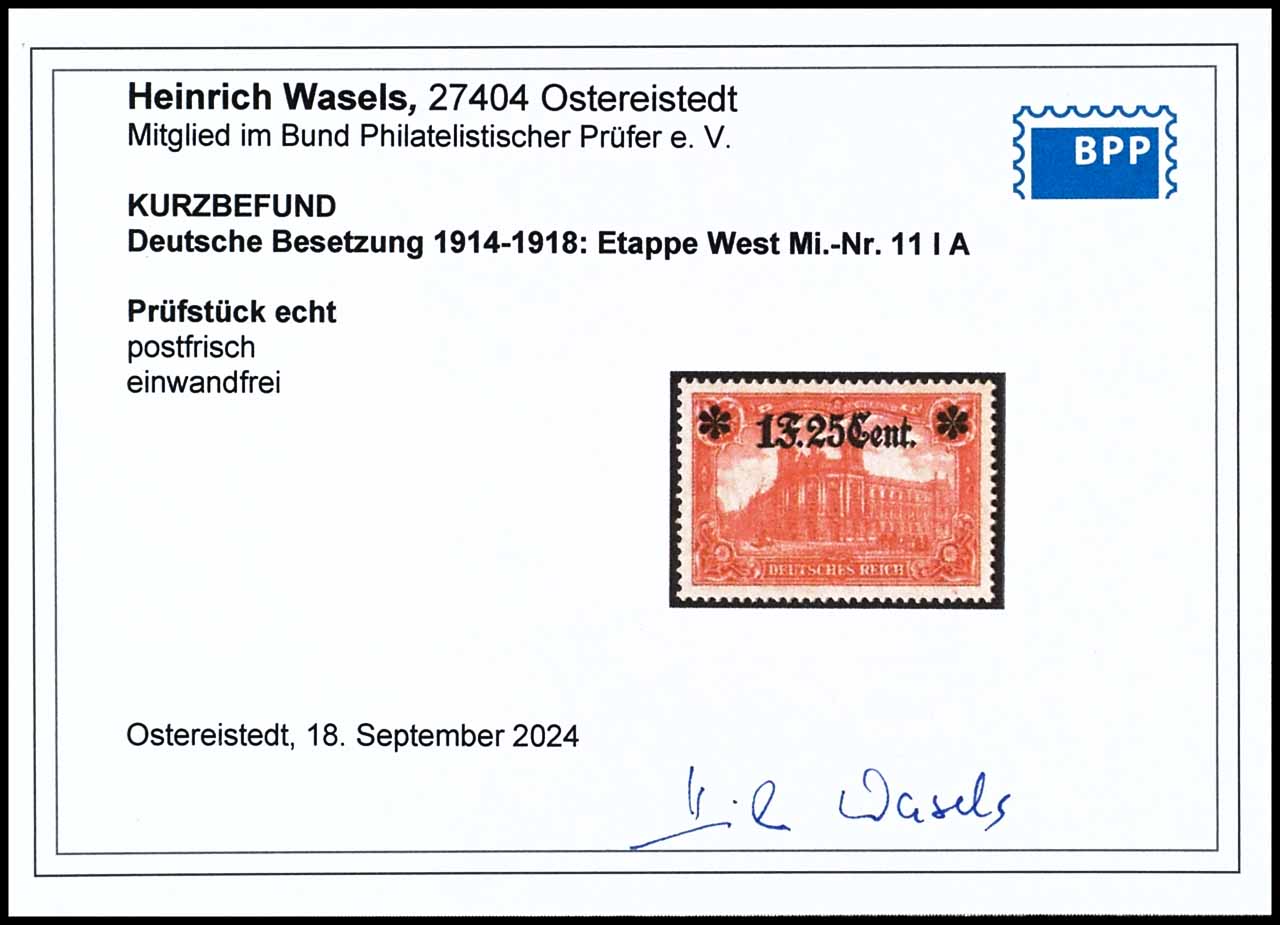 Heinrich Wasels, 27404 Ostereistedt
Mitglied im Bund Philatelistischer Prüfer e. V.
BPP
KURZBEFUND
Deutsche Besetzung 1914-1918: Etappe West Mi.-Nr. 11 I A
Prüfstück echt
postfrisch
einwandfrei
1F.25Cent.
DEUTSCHES REICH
Ostereistedt, 18. September 2024
Wasels